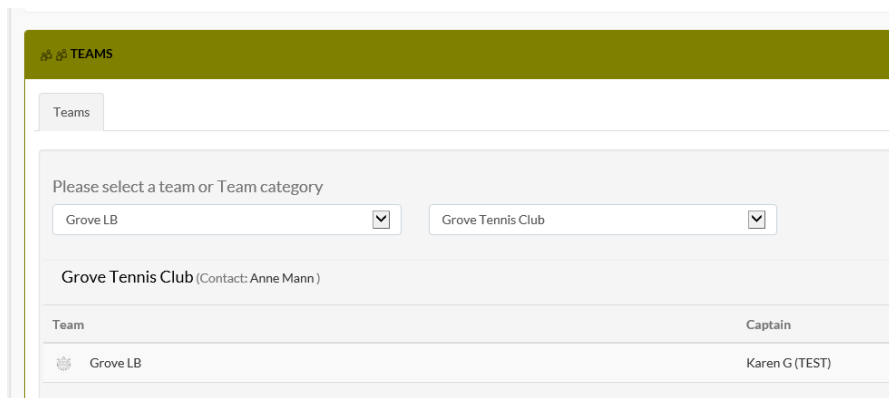 TEAMS
Teams
Please select a team or Team category
Grove LB Grove Tennis Club
Grove Tennis Club (Contact: Anne Mann )
Team Captain
Grove LB Karen G (TEST)